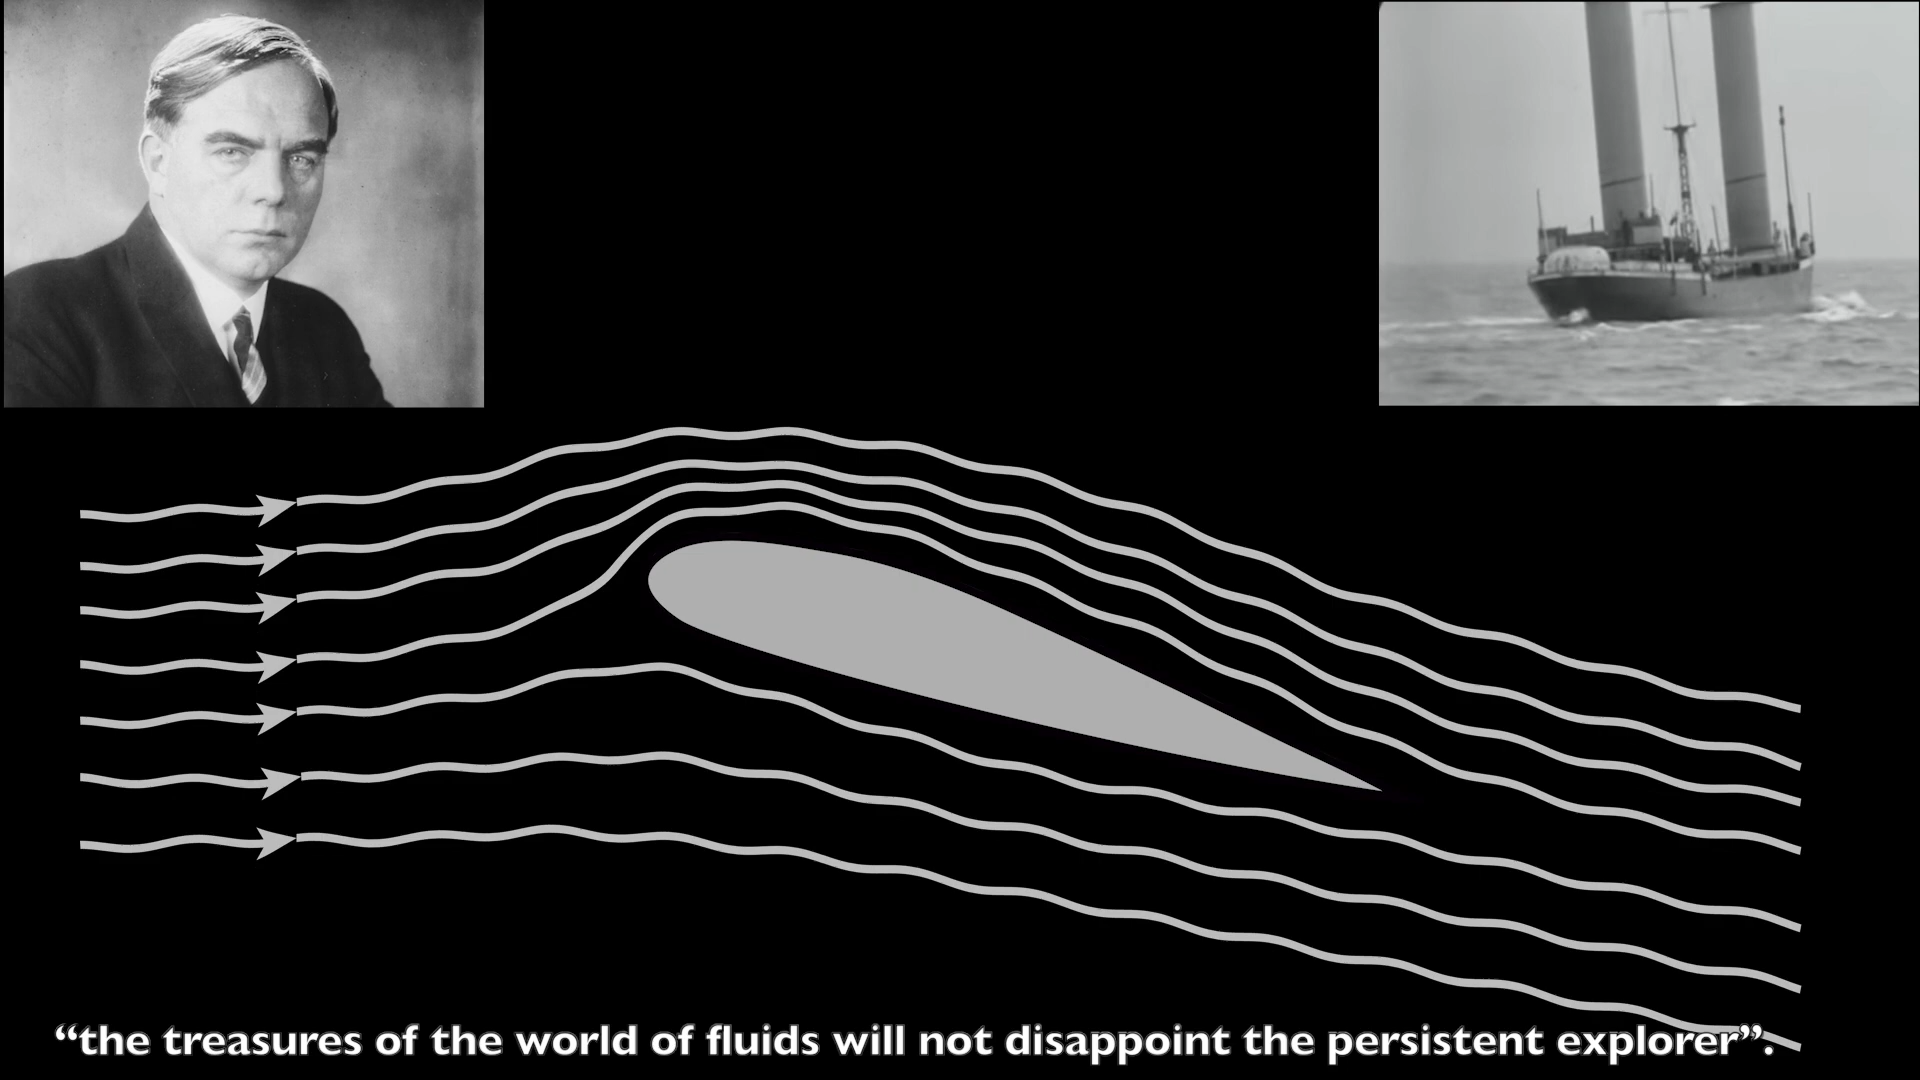 “the treasures of the world of fluids will not disappoint the persistent explorer”.